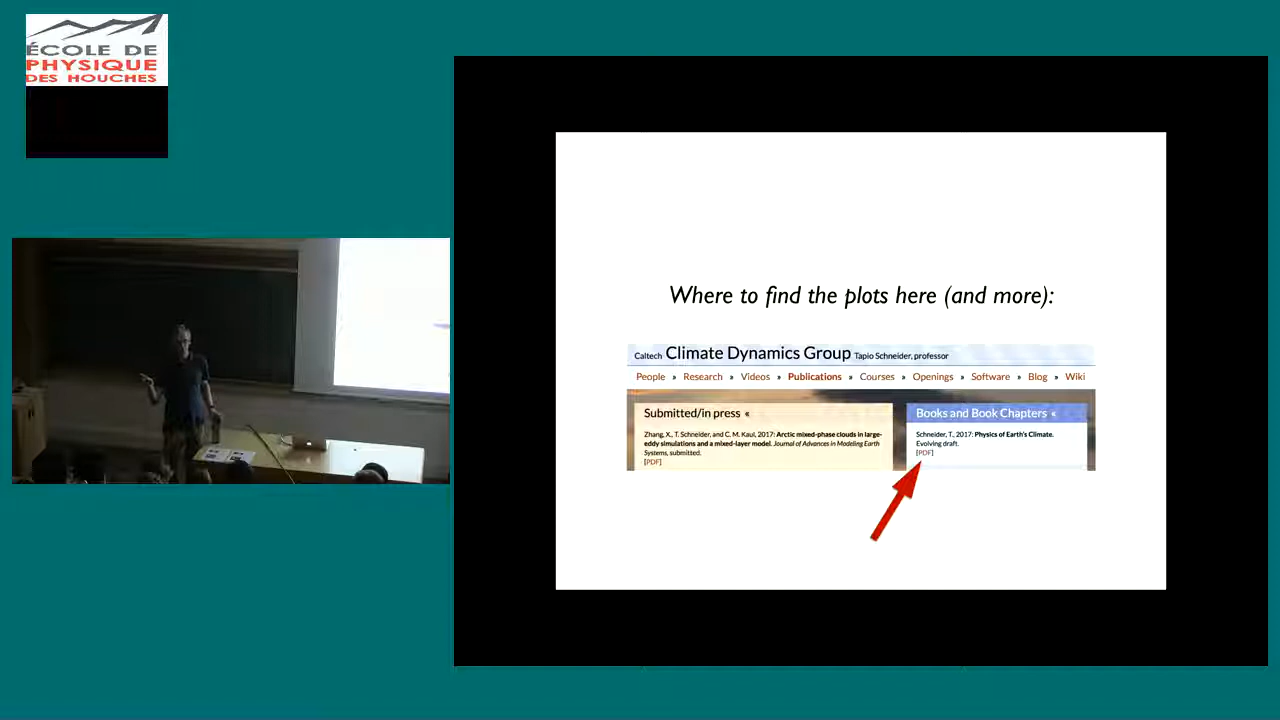 ÉCOLE DE
PHYSIQUE
DES HOUCHES
Where to find the plots here (and more):
Caltech Climate Dynamics Group Tapio Schneider, professor
People » Research » Videos » Publications » Courses » Openings » Software » Blog » Wiki
Submitted/in press «
Zhang, X., T. Schneider, and C. M. Kaul, 2017: Arctic mixed-phase clouds in large-
eddy simulations and a mixed-layer model. Journal of Advances in Modeling Earth
Systems, submitted.
[PDF]
Books and Book Chapters «
Schneider, T., 2017: Physics of Earth's Climate.
Evolving draft.
[PDF]